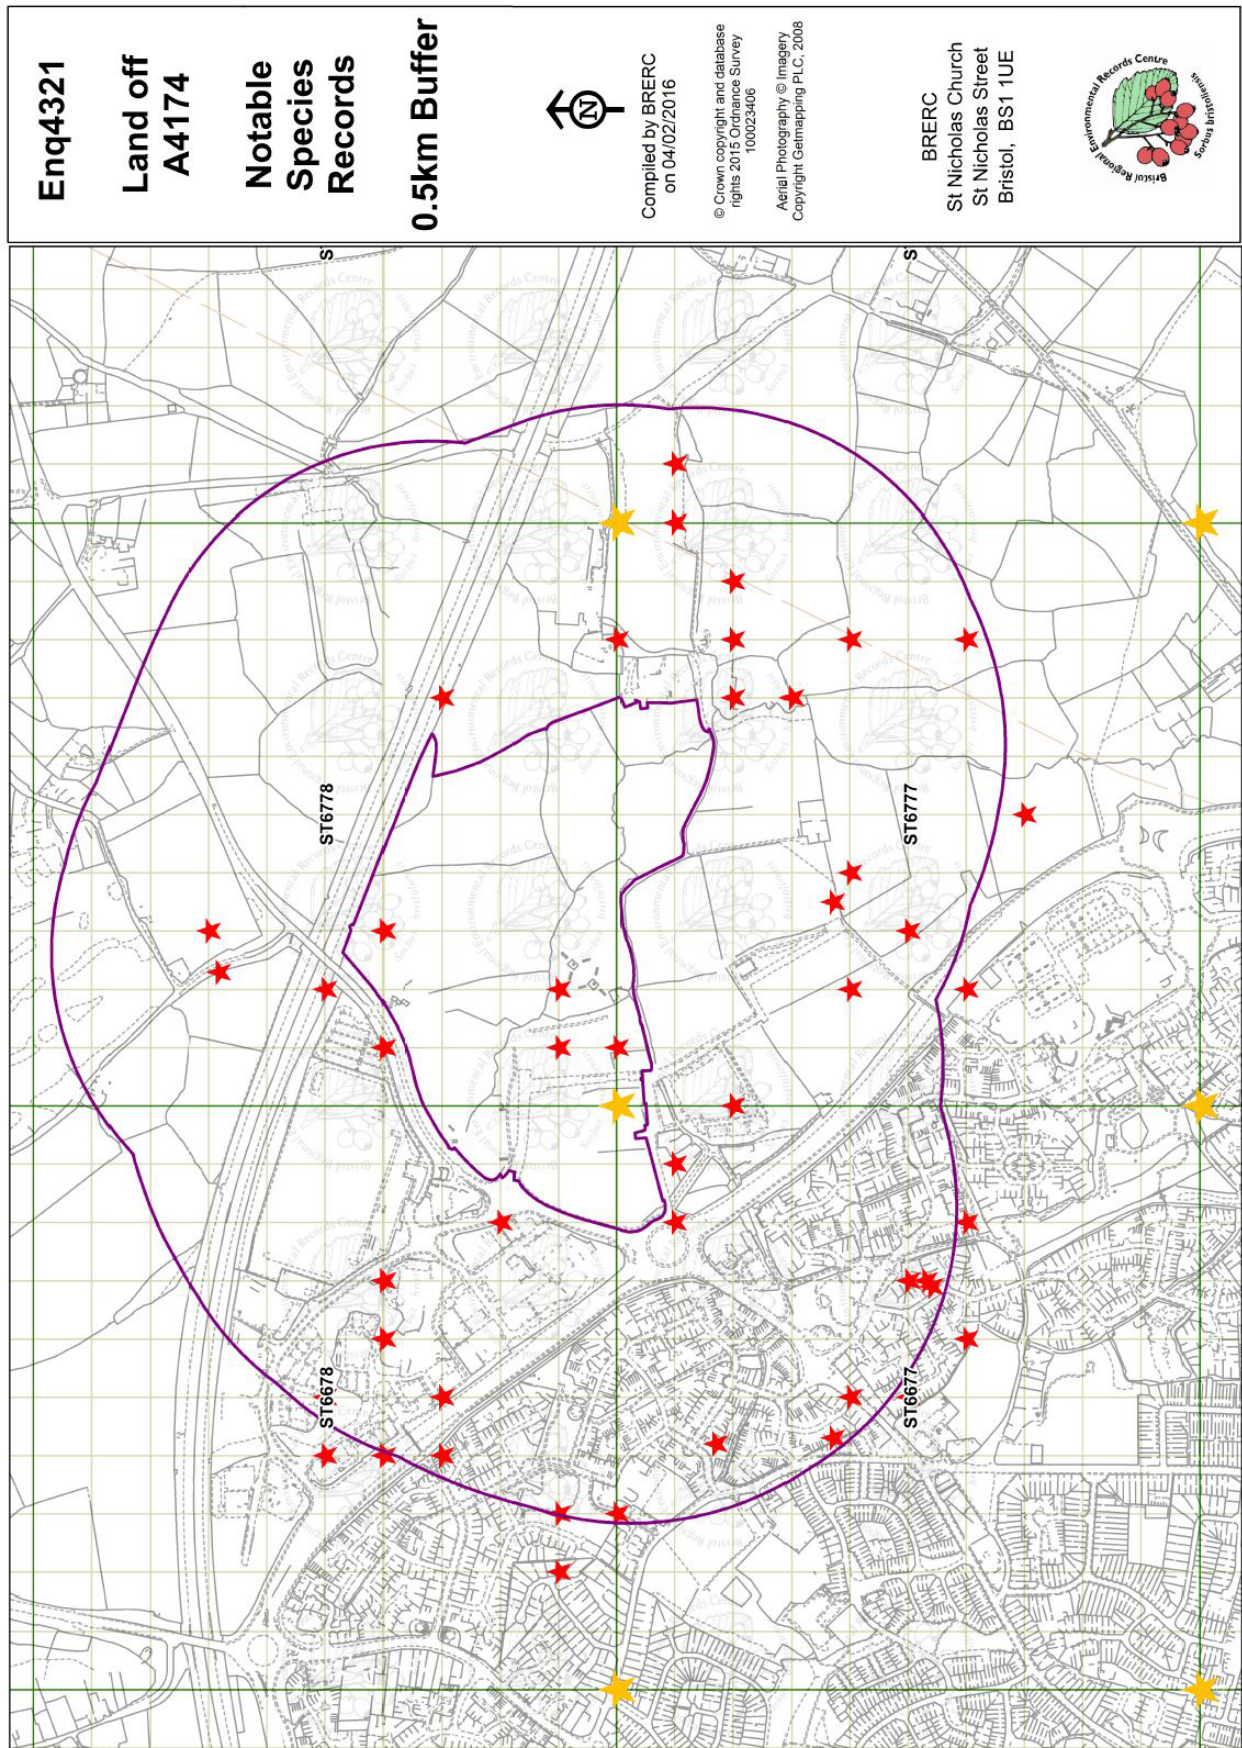 Enq4321
Land off
A4174
Notable
Species
Records
0.5km Buffer
N
Compiled by BRERC
on 04/02/2016
© Crown copyright and database
rights 2015 Ordnance Survey
100023406
Aerial Photography © Imagery
Copyright Getmapping PLC, 2008
BRERC
St Nicholas Church
St Nicholas Street
Bristol, BS1 1UE
Bristol Regional Environmental Records Centre
Sorbus bristoliensis
ST6678
ST6778
S
ST6677
ST6777
S